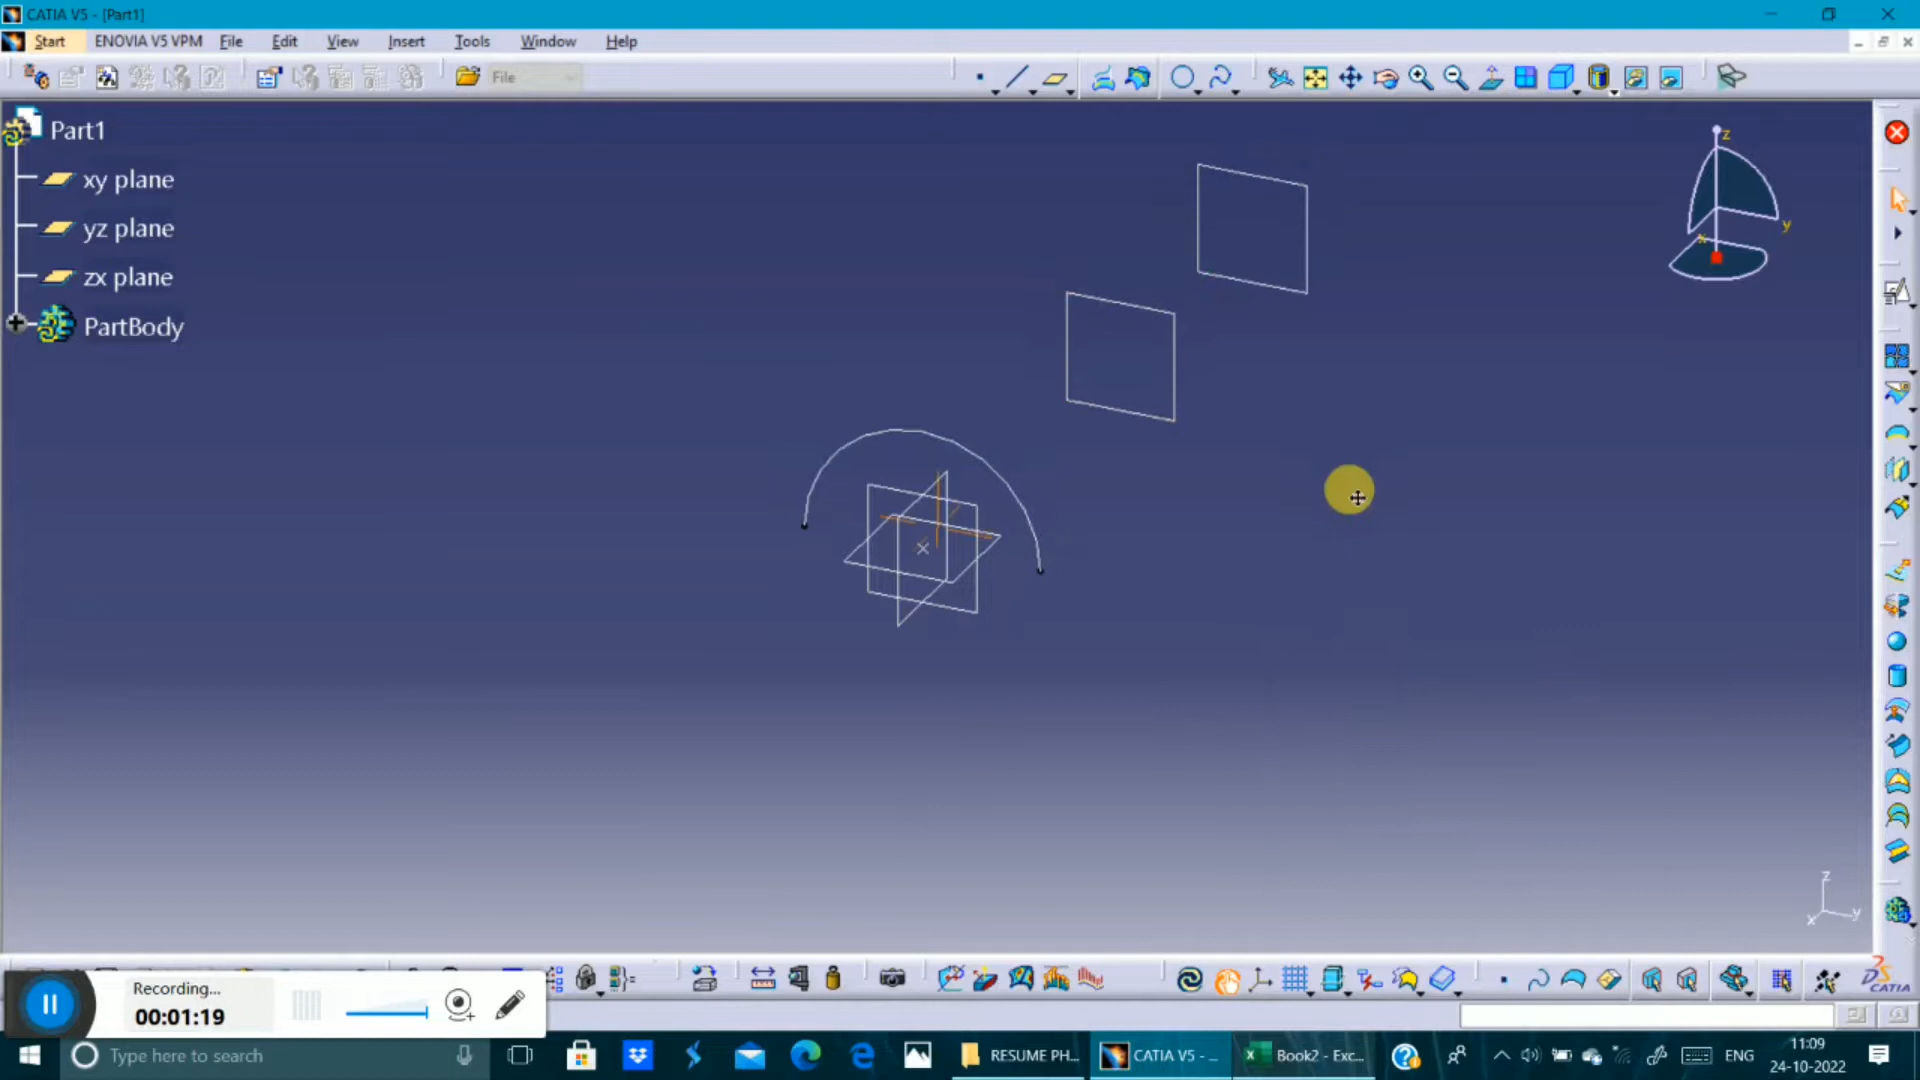 CATIA V5 - [Part1]
Start ENOVIA V5 VPM File Edit View Insert Tools Window Help
File
Part1
xy plane
yz plane
zx plane
PartBody
z
y
x
z
x y
Recording...
00:01:19
CATIA
Type here to search
RESUME PH...
CATIA V5 - ...
Book2 - Exc...
ENG
11:09
24-10-2022